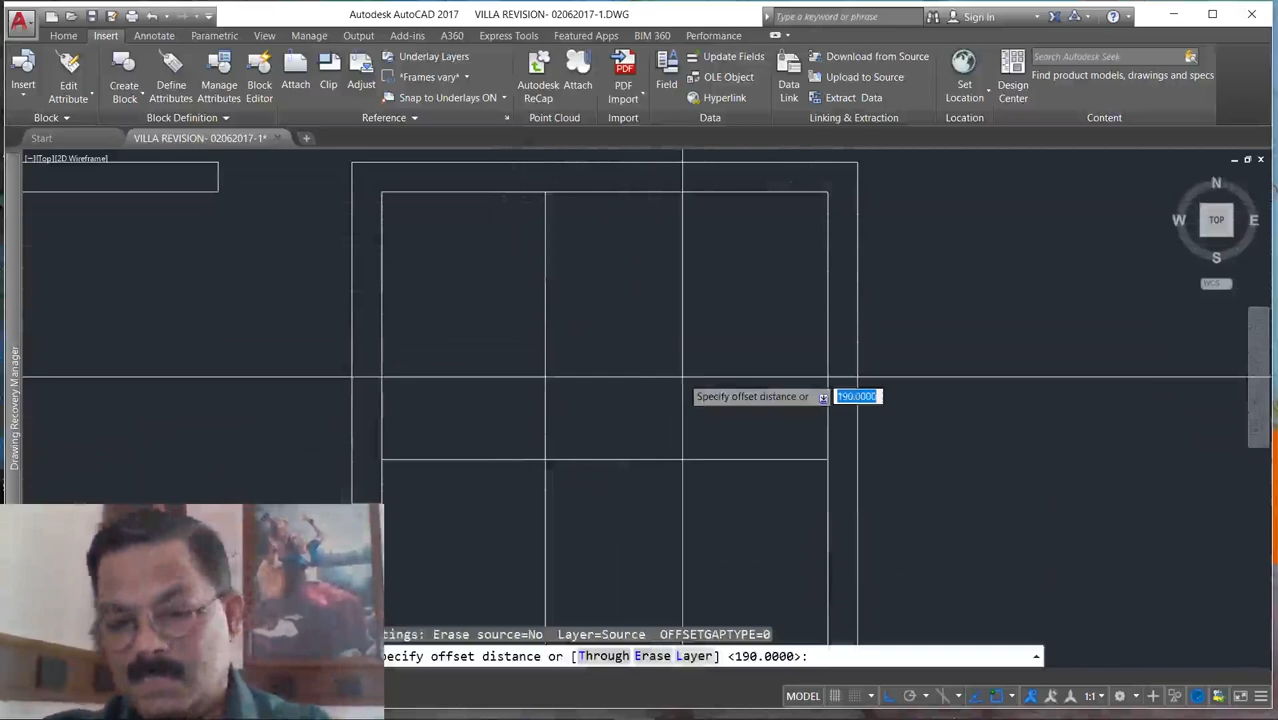 Autodesk AutoCAD 2017 VILLA REVISION- 02062017-1.DWG
Type a keyword or phrase
Sign In
Home Insert Annotate Parametric View Manage Output Add-ins A360 Express Tools Featured Apps BIM 360 Performance
Insert
Edit Attribute
Create Block
Define Attributes
Manage Attributes
Block Editor
Attach
Clip
Adjust
Underlay Layers
*Frames vary*
Snap to Underlays ON
Autodesk ReCap
Attach
PDF Import
Field
Update Fields
OLE Object
Hyperlink
Data Link
Download from Source
Upload to Source
Extract Data
Set Location
Design Center
Search Autodesk Seek
Find product models, drawings and specs
Block Block Definition Reference Point Cloud Import Data Linking & Extraction Location Content
Start VILLA REVISION- 02062017-1*
[−][Top][2D Wireframe]
N
W TOP E
S
WCS
Drawing Recovery Manager
Specify offset distance or 190.0000
tings: Erase source=No Layer=Source OFFSETGAPTYPE=0
pecify offset distance or [Through Erase Layer] <190.0000>:
MODEL 1:1